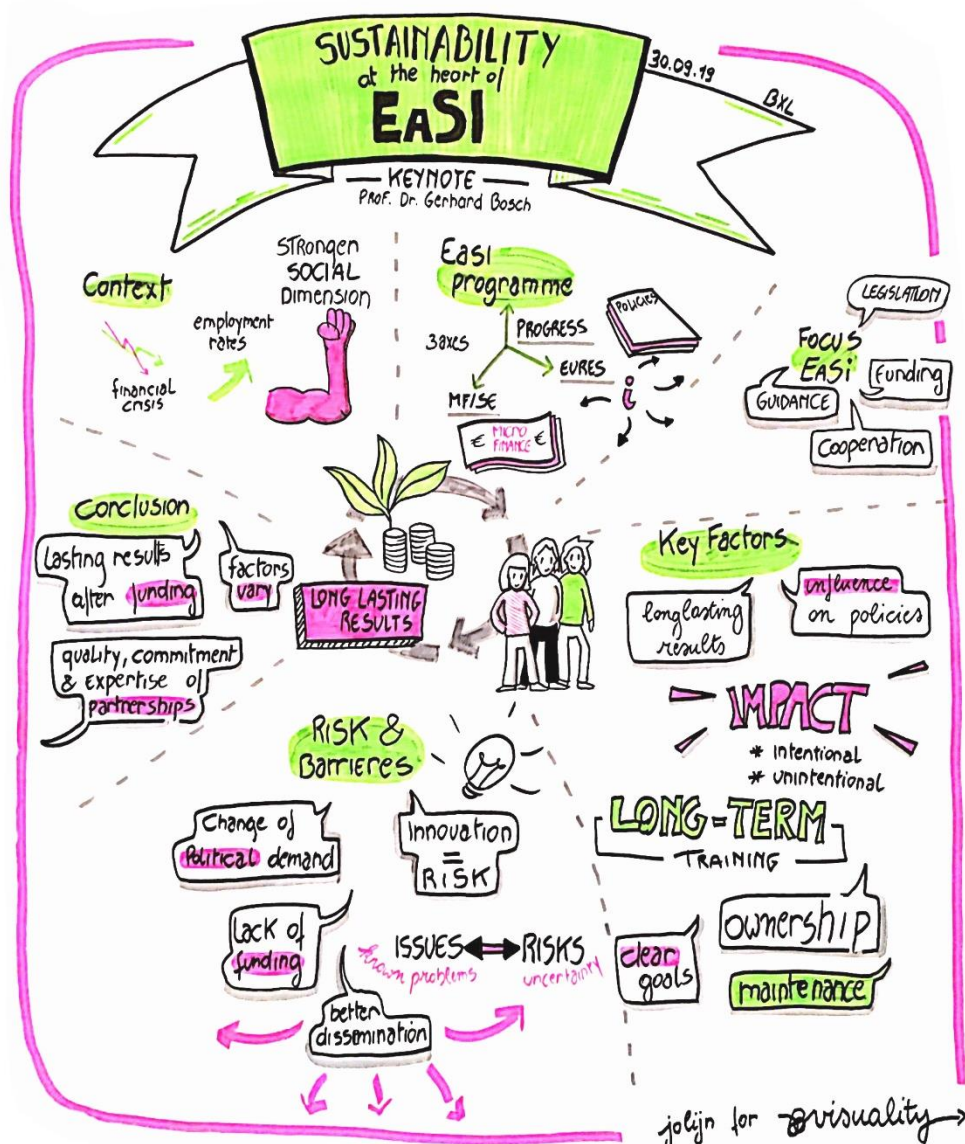 SUSTAINABILITY
at the heart of
EaSI
30.09.19
BXL
KEYNOTE
PROF. Dr. Gerhard Bosch
Context
financial
crisis
employment
rates
STRONGER
SOCIAL
Dimension
EaSI
programme
3axes
PROGRESS
EURES
MF/SE
€ MICRO
FINANCE €
POLICIES
i
LEGISLATION
FOCUS
EASi
Funding
GUIDANCE
Cooperation
Conclusion
lasting results
after funding
factors
vary
quality, commitment
& expertise of
partnerships
LONG LASTING
RESULTS
Key Factors
longlasting
results
influence
on policies
IMPACT
* intentional
* unintentional
LONG=TERM
TRAINING
ownership
clear
goals
maintenance
RiSK &
Barrieres
Change of
Political demand
Innovation
=
RiSK
Lack of
funding
ISSUES
known problems
RISKS
uncertainty
better
dissemination
jolijn for visuality